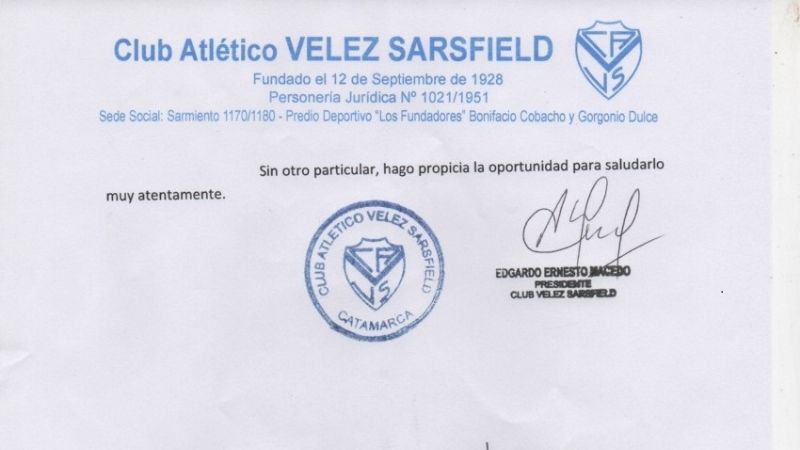 Club Atlético VELEZ SARSFIELD
Fundado el 12 de Septiembre de 1928
Personería Jurídica Nº 1021/1951
Sede Social: Sarmiento 1170/1180 - Predio Deportivo "Los Fundadores" Bonifacio Cobacho y Gorgonio Dulce
Sin otro particular, hago propicia la oportunidad para saludarlo
muy atentamente.
CLUB ATLETICO VELEZ SARSFIELD
CATAMARCA
EDGARDO ERNESTO MACEDO
PRESIDENTE
CLUB VELEZ SARSFIELD